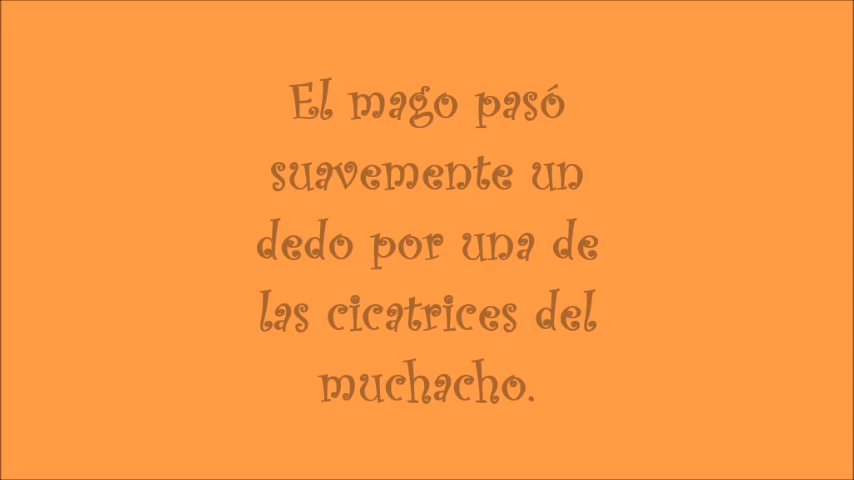 El mago pasó
suavemente un
dedo por una de
las cicatrices del
muchacho.